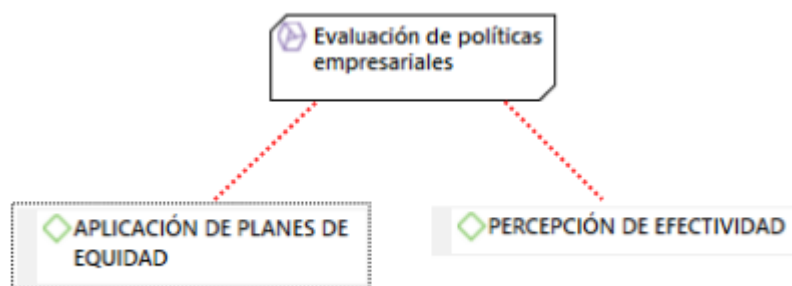 Evaluación de políticas
empresariales
APLICACIÓN DE PLANES DE
EQUIDAD
PERCEPCIÓN DE EFECTIVIDAD